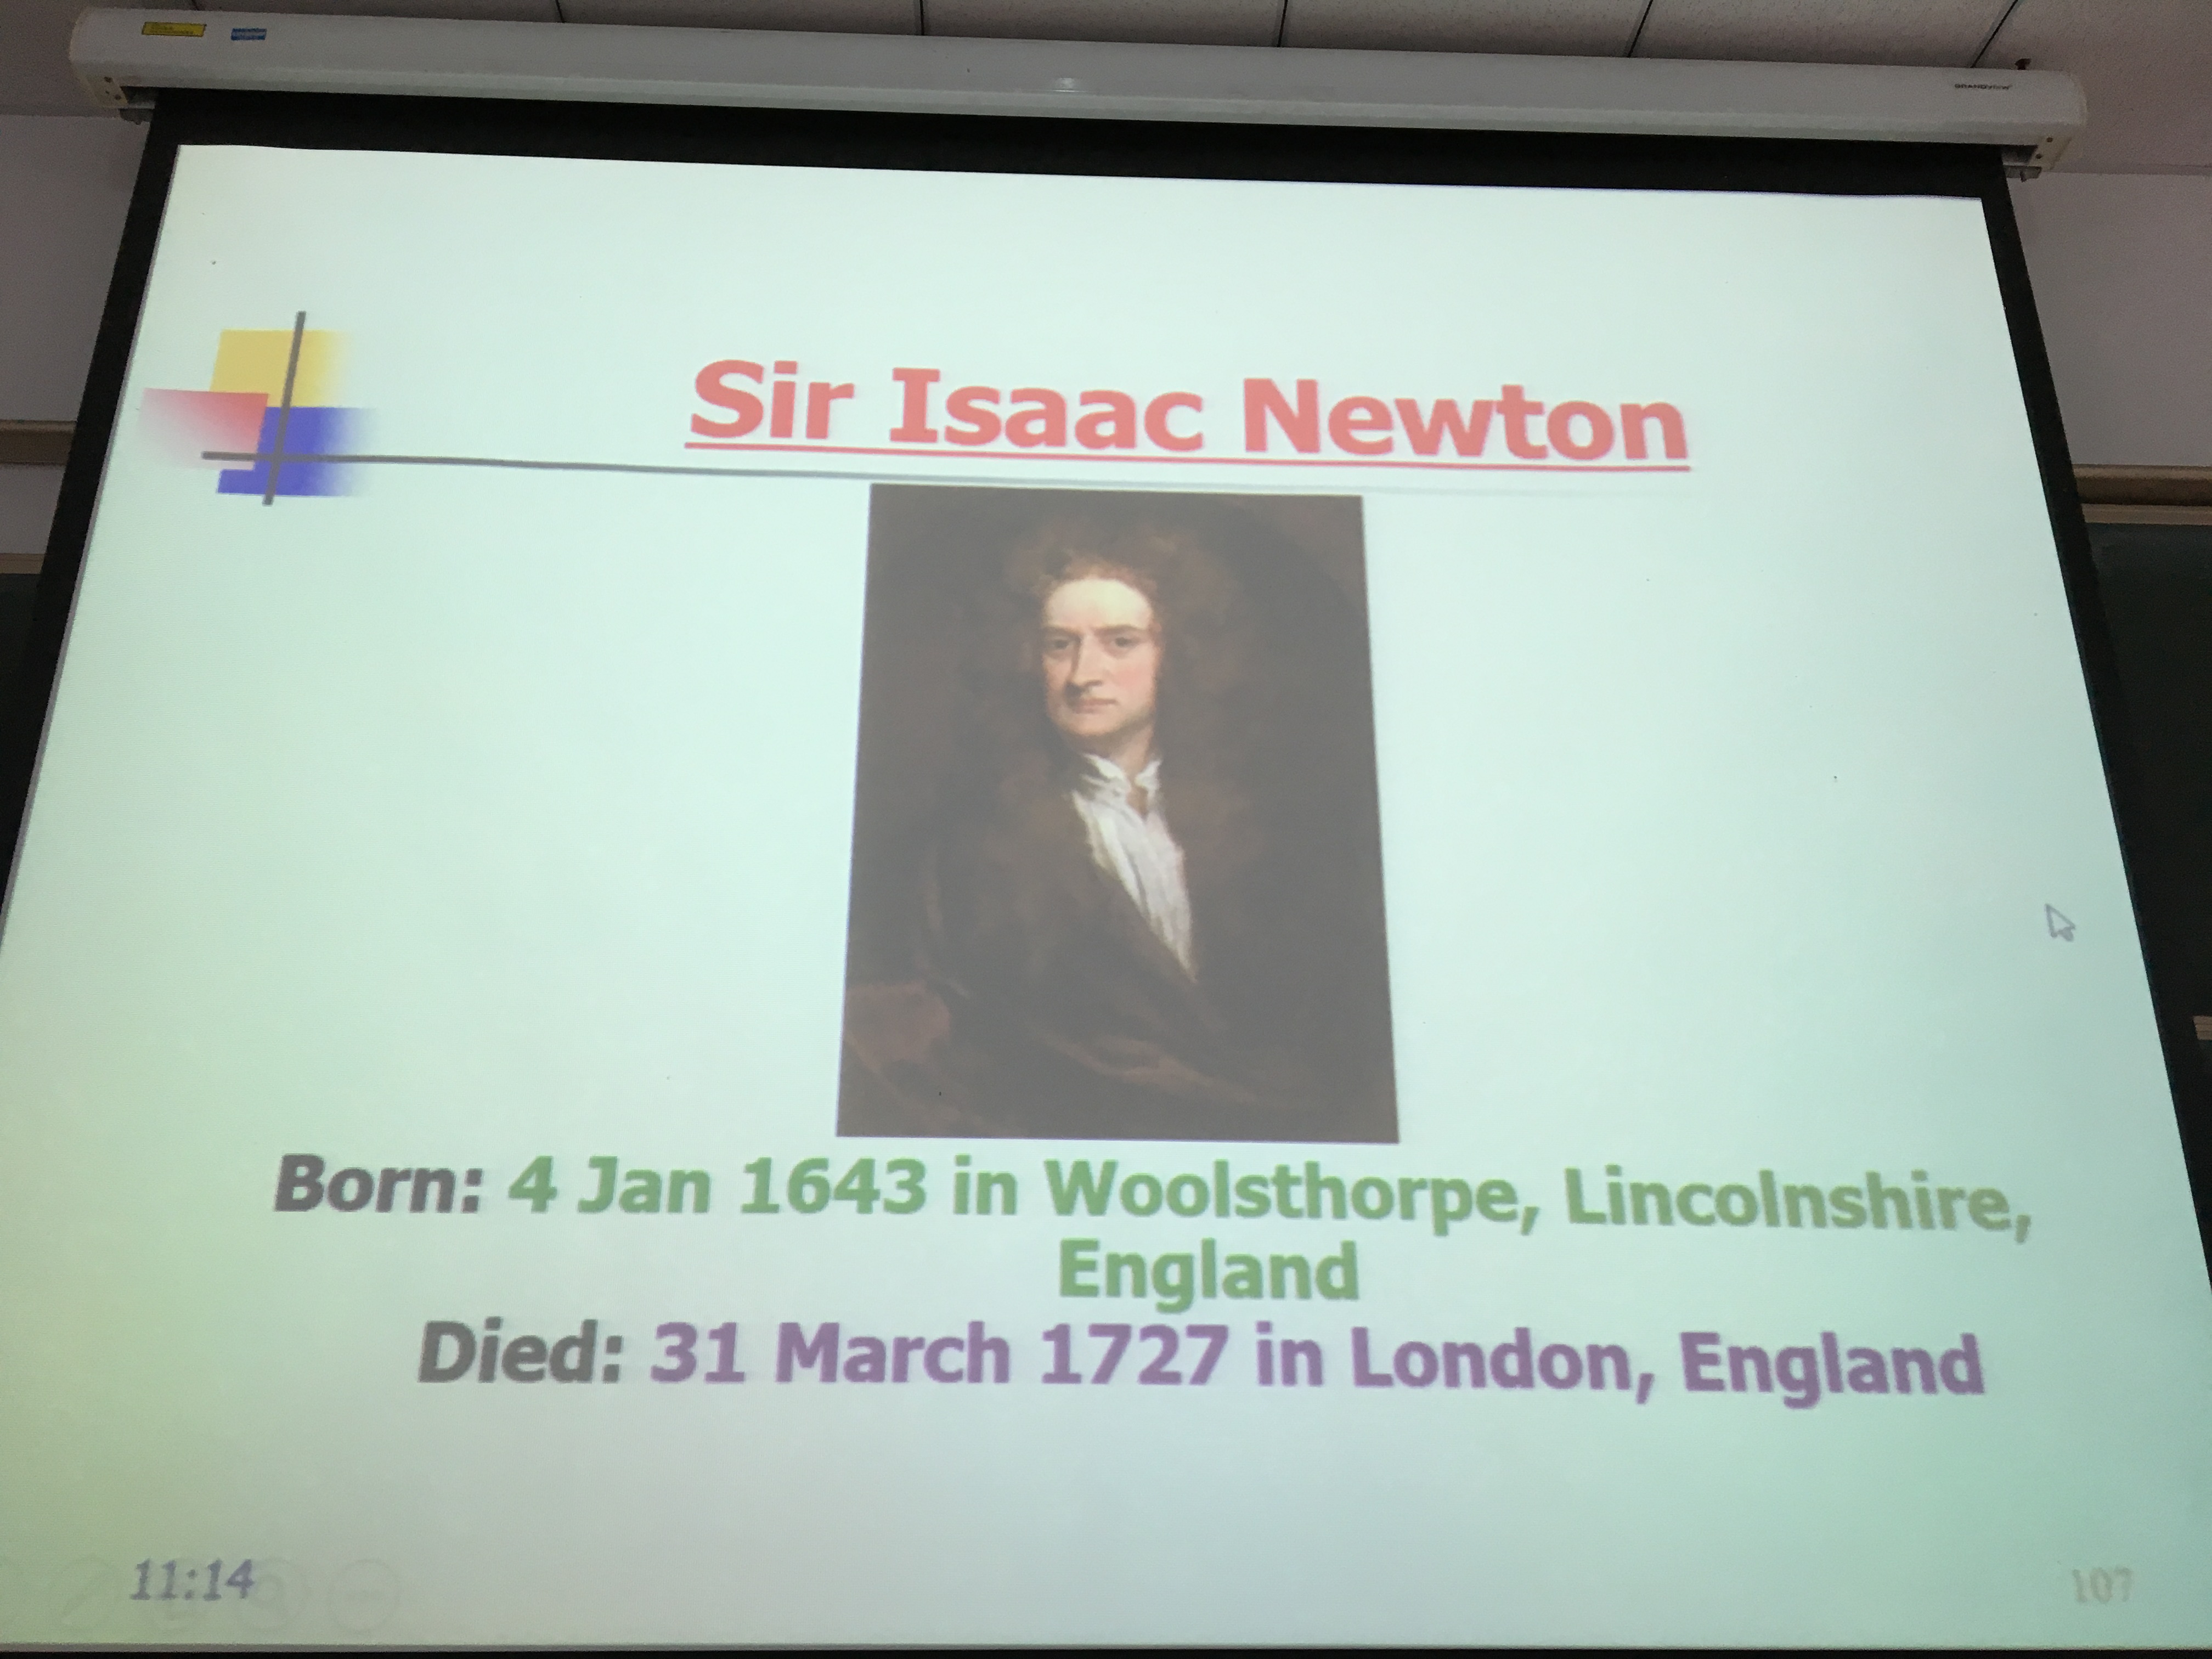 GRANDVIEW
Sir Isaac Newton
Born: 4 Jan 1643 in Woolsthorpe, Lincolnshire,
England
Died: 31 March 1727 in London, England
11:14
107